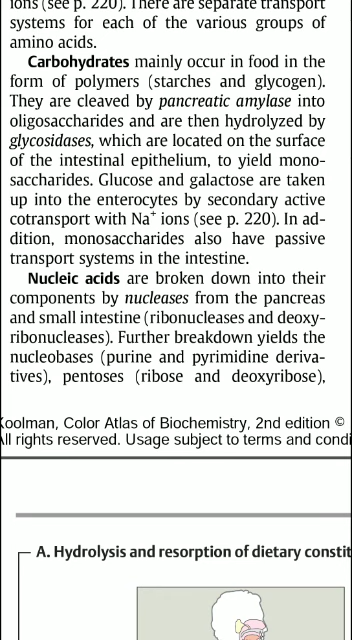 ions (see p. 220). There are separate transport
systems for each of the various groups of
amino acids.
Carbohydrates mainly occur in food in the
form of polymers (starches and glycogen).
They are cleaved by pancreatic amylase into
oligosaccharides and are then hydrolyzed by
glycosidases, which are located on the surface
of the intestinal epithelium, to yield mono-
saccharides. Glucose and galactose are taken
up into the enterocytes by secondary active
cotransport with Na⁺ ions (see p. 220). In ad-
dition, monosaccharides also have passive
transport systems in the intestine.
Nucleic acids are broken down into their
components by nucleases from the pancreas
and small intestine (ribonucleases and deoxy-
ribonucleases). Further breakdown yields the
nucleobases (purine and pyrimidine deriva-
tives), pentoses (ribose and deoxyribose),
Koolman, Color Atlas of Biochemistry, 2nd edition ©
All rights reserved. Usage subject to terms and condi
A. Hydrolysis and resorption of dietary constit